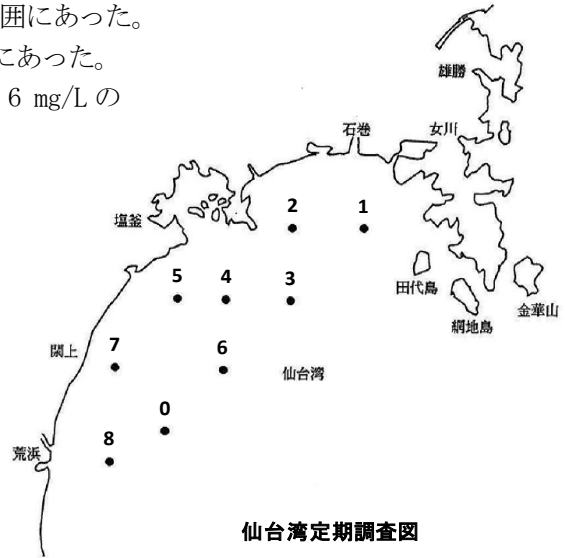 囲にあった。
にあった。
6 mg/L の
雄勝
石巻
女川
塩釜
2
1
田代島
網地島
金華山
5
4
3
閖上
7
6
仙台湾
0
荒浜
8
仙台湾定期調査図